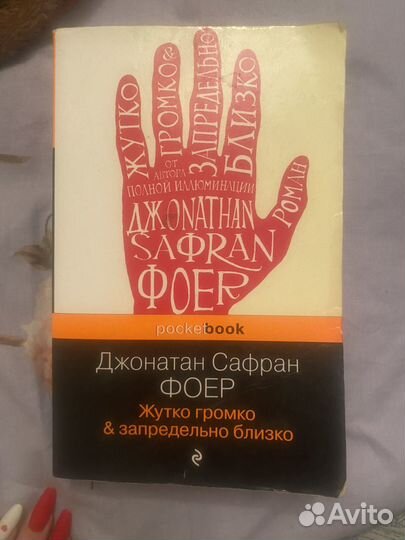 ЖУТКО
ГРОМКО &
ЗАПРЕДЕЛЬНО
БЛИЗКО
ОТ
АВТОРА
ПОЛНОЙ ИЛЛЮМИНАЦИИ
РОМАН
ДЖОNATHAN
SAFRAN
ФОЕР
pocketbook
Джонатан Сафран
ФОЕР
Жутко громко
& запредельно близко
Avito